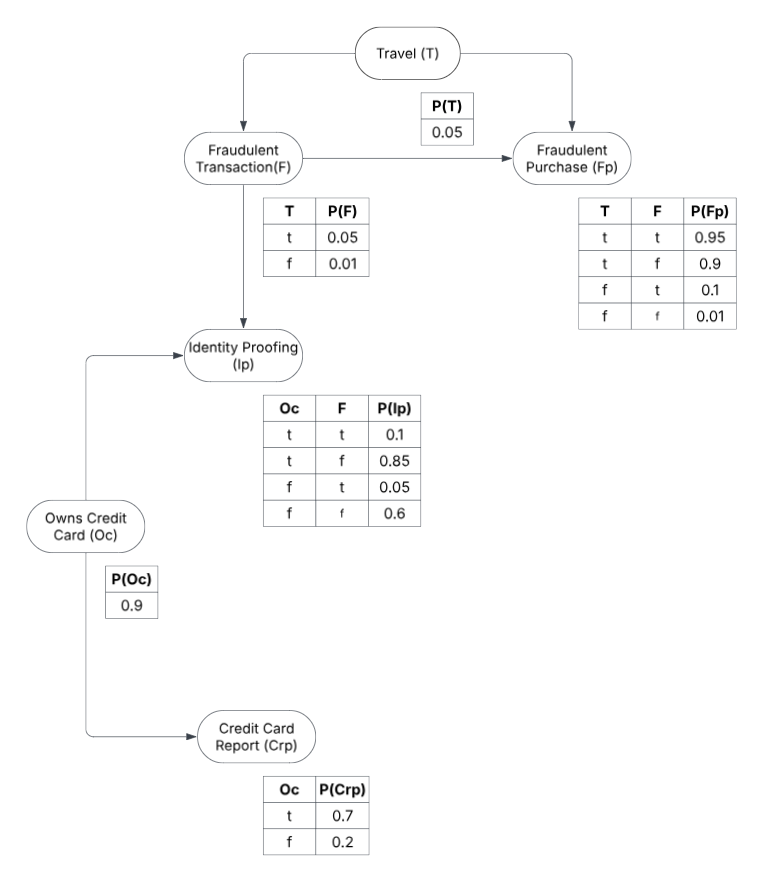 Travel (T)
P(T)
0.05
Fraudulent
Transaction(F)
Fraudulent
Purchase (Fp)
T P(F)
t 0.05
f 0.01
T F P(Fp)
t t 0.95
t f 0.9
f t 0.1
f f 0.01
Identity Proofing
(Ip)
Oc F P(Ip)
t t 0.1
t f 0.85
f t 0.05
f f 0.6
Owns Credit
Card (Oc)
P(Oc)
0.9
Credit Card
Report (Crp)
Oc P(Crp)
t 0.7
f 0.2